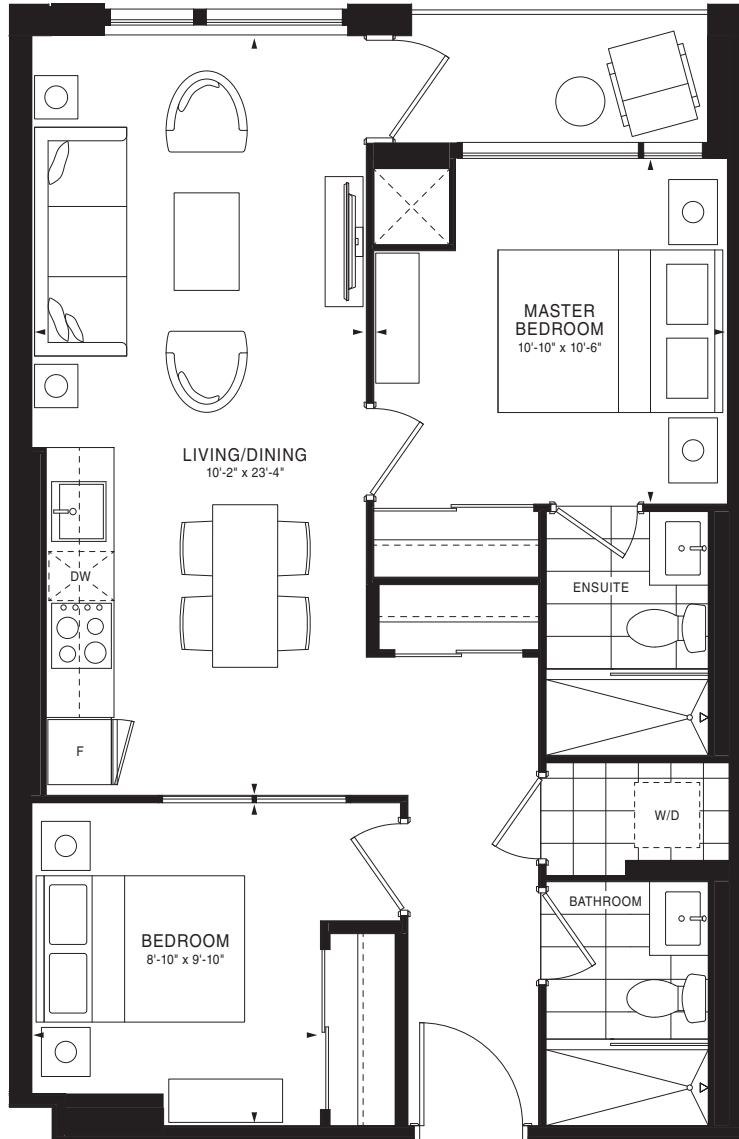 MASTER
BEDROOM
10'-10" x 10'-6"
LIVING/DINING
10'-2" x 23'-4"
DW
ENSUITE
F
W/D
BATHROOM
BEDROOM
8'-10" x 9'-10"